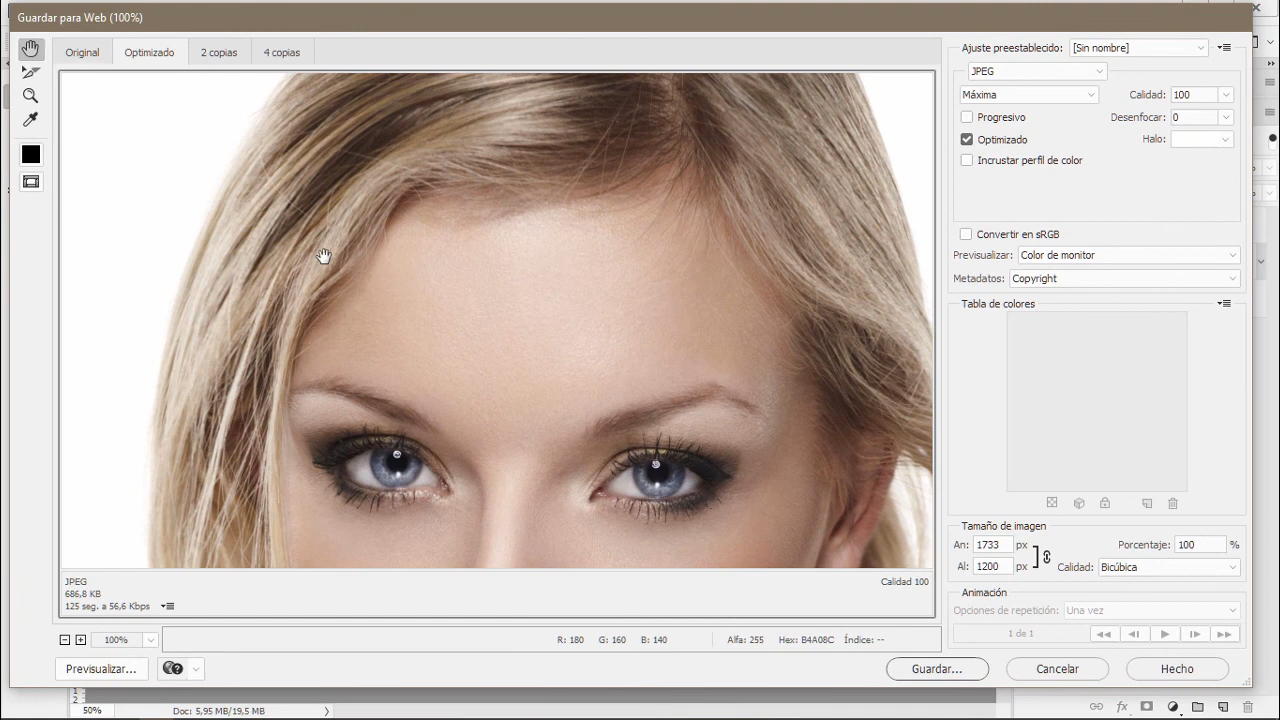 Guardar para Web (100%)
Original
Optimizado
2 copias
4 copias
Ajuste preestablecido: [Sin nombre]
JPEG
Máxima
Calidad: 100
Progresivo
Desenfocar: 0
Optimizado
Halo:
Incrustar perfil de color
Convertir en sRGB
Previsualizar: Color de monitor
Metadatos: Copyright
Tabla de colores
Tamaño de imagen
An: 1733 px
Porcentaje: 100 %
Al: 1200 px
Calidad: Bicúbica
Animación
Opciones de repetición: Una vez
1 de 1
JPEG
Calidad 100
686,8 KB
125 seg. a 56,6 Kbps
100%
R: 180 G: 160 B: 140 Alfa: 255 Hex: B4A08C Índice: --
Previsualizar...
Guardar...
Cancelar
Hecho
1
2
50%
Doc: 5,95 MB/19,5 MB
fx